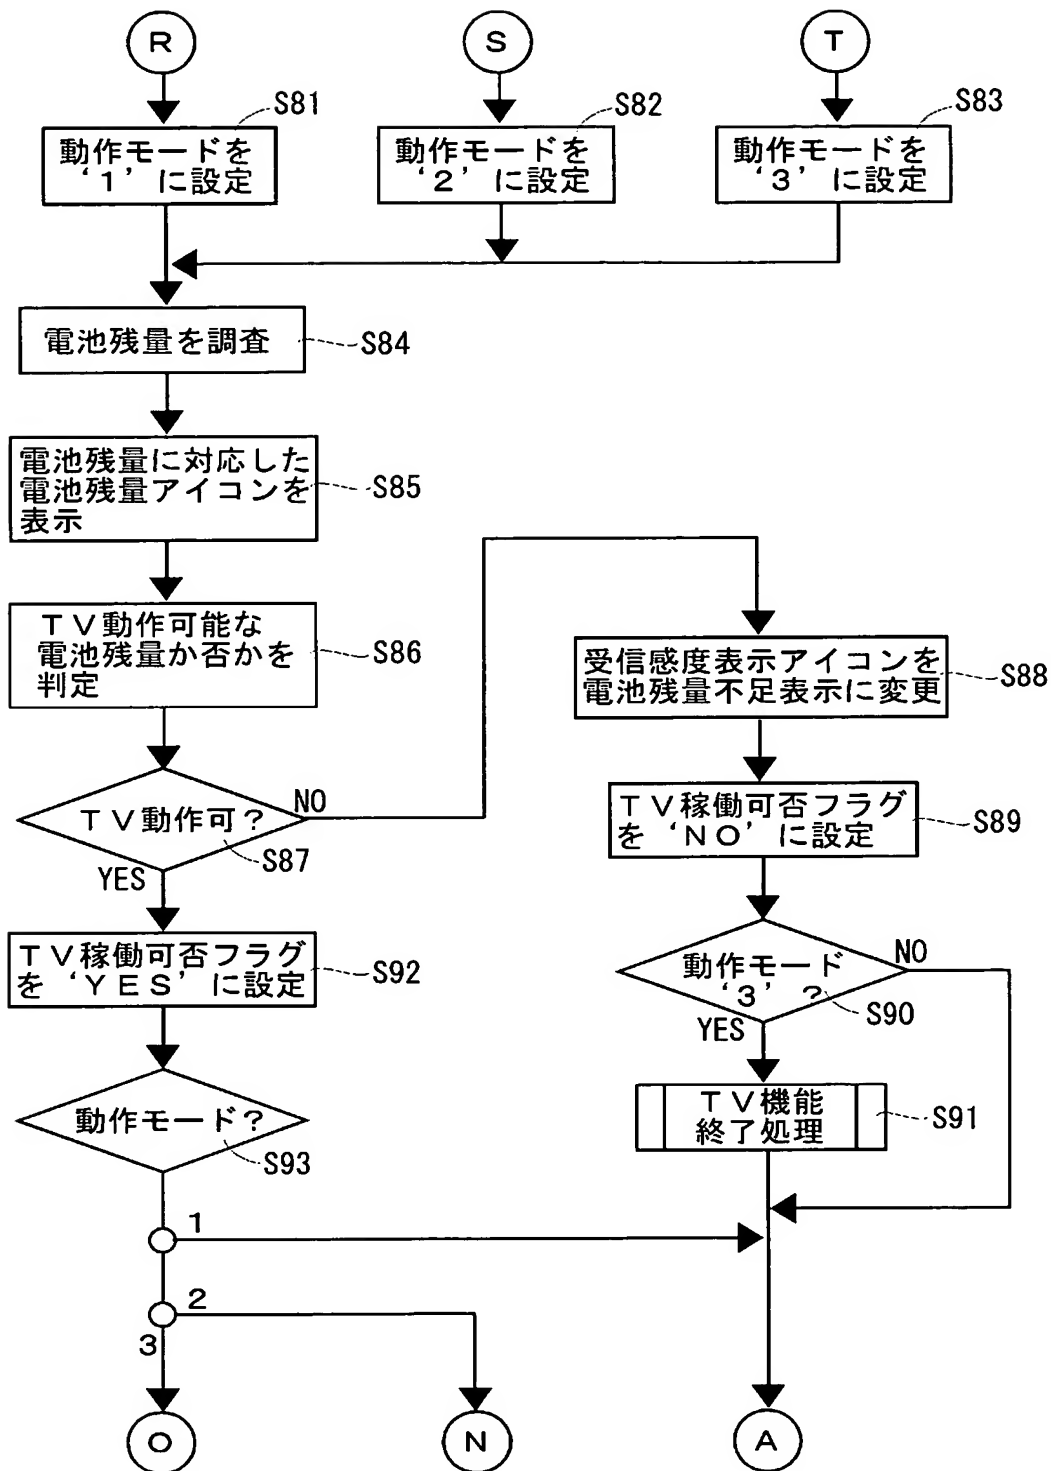 R
S
T
S81
S82
S83
動作モードを
‘1’に設定
動作モードを
‘2’に設定
動作モードを
‘3’に設定
電池残量を調査
S84
電池残量に対応した
電池残量アイコンを
表示
S85
TV動作可能な
電池残量か否かを
判定
S86
TV動作可?
NO
S87
YES
受信感度表示アイコンを
電池残量不足表示に変更
S88
TV稼働可否フラグ
を‘NO’に設定
S89
TV稼働可否フラグ
を‘YES’に設定
S92
動作モード
‘3’?
NO
S90
YES
動作モード?
S93
TV機能
終了処理
S91
1
2
3
O
N
A